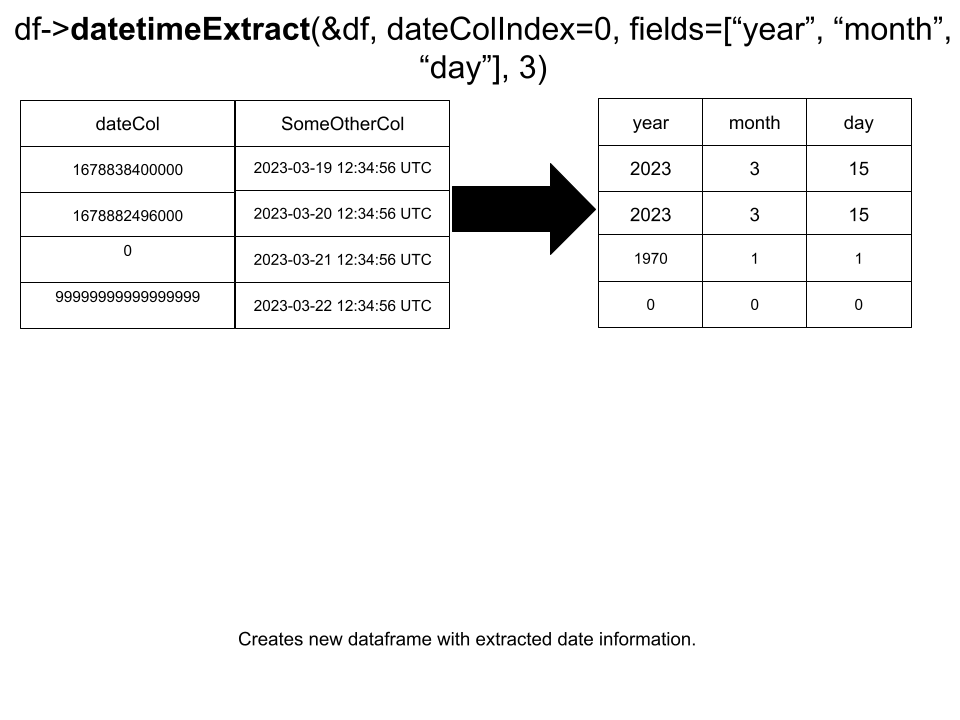 df->datetimeExtract(&df, dateColIndex=0, fields=[“year”, “month”,
“day”], 3)
dateCol SomeOtherCol
1678838400000 2023-03-19 12:34:56 UTC
1678882496000 2023-03-20 12:34:56 UTC
0 2023-03-21 12:34:56 UTC
99999999999999999 2023-03-22 12:34:56 UTC
year month day
2023 3 15
2023 3 15
1970 1 1
0 0 0
Creates new dataframe with extracted date information.